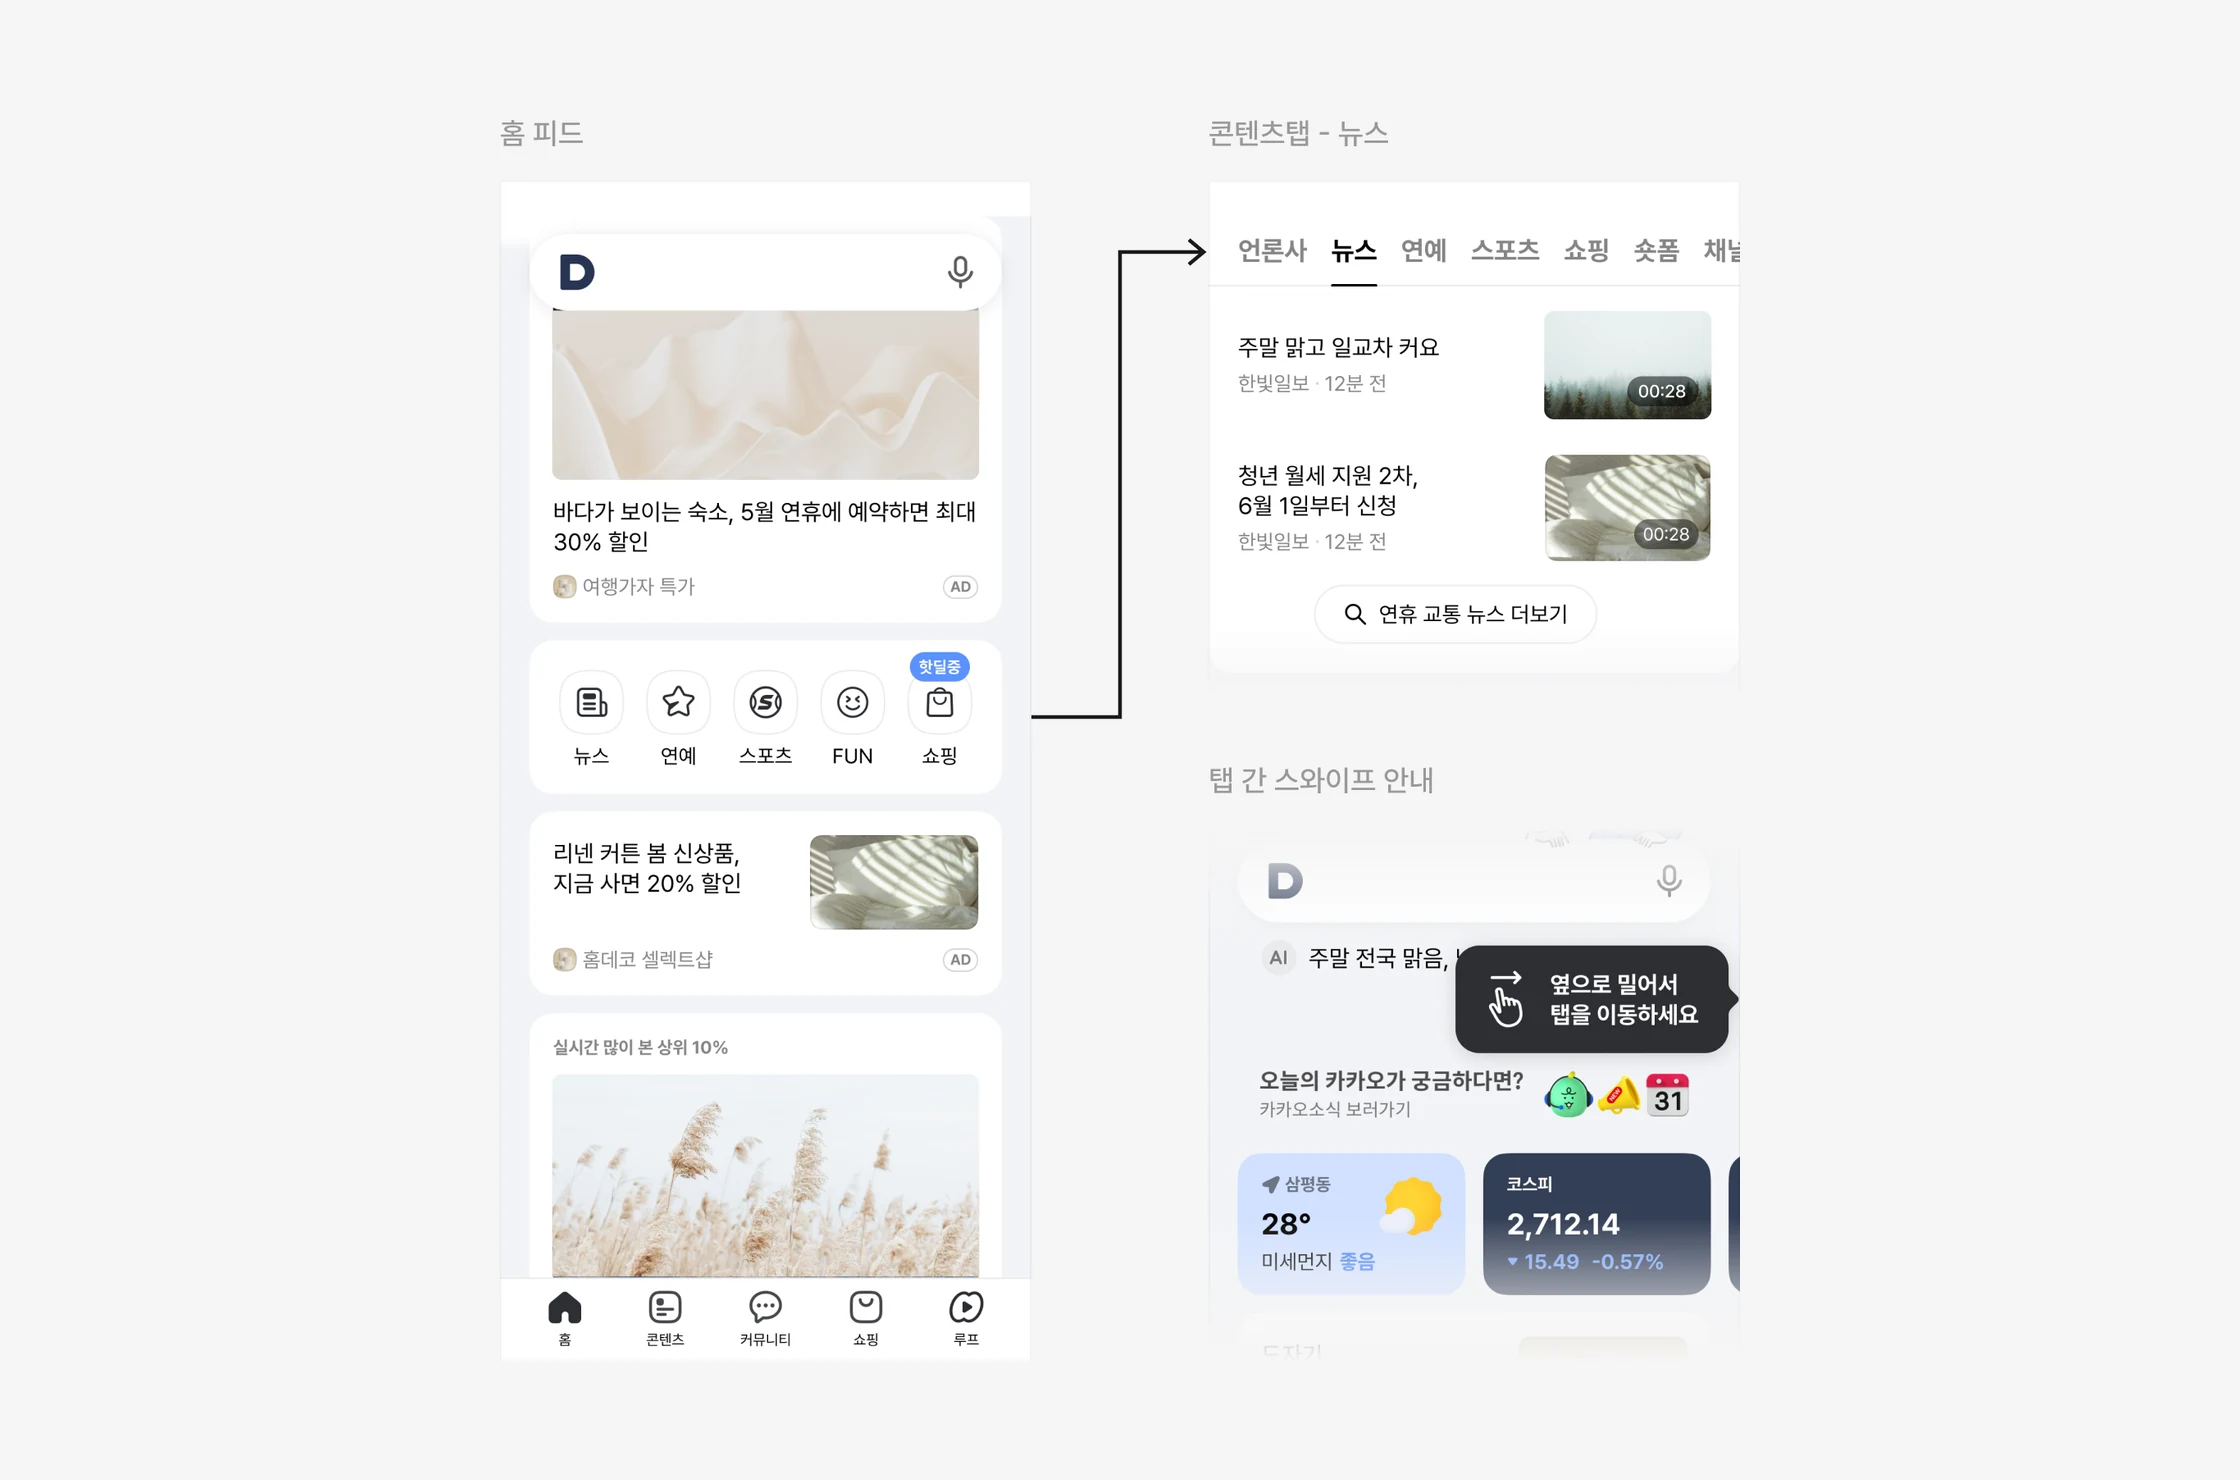 홈 피드
D
바다가 보이는 숙소, 5월 연휴에 예약하면 최대
30% 할인
여행가자 특가
AD
핫딜중
뉴스
연예
스포츠
FUN
쇼핑
리넨 커튼 봄 신상품,
지금 사면 20% 할인
홈데코 셀렉트샵
AD
실시간 많이 본 상위 10%
홈
콘텐츠
커뮤니티
쇼핑
루프
콘텐츠탭 - 뉴스
언론사 뉴스 연예 스포츠 쇼핑 숏폼 채널
주말 맑고 일교차 커요
한빛일보 · 12분 전
00:28
청년 월세 지원 2차,
6월 1일부터 신청
한빛일보 · 12분 전
00:28
연휴 교통 뉴스 더보기
탭 간 스와이프 안내
D
AI 주말 전국 맑음,
옆으로 밀어서
탭을 이동하세요
오늘의 카카오가 궁금하다면?
카카오소식 보러가기
NEW
31
삼평동
28°
미세먼지 좋음
코스피
2,712.14
▼ 15.49 -0.57%